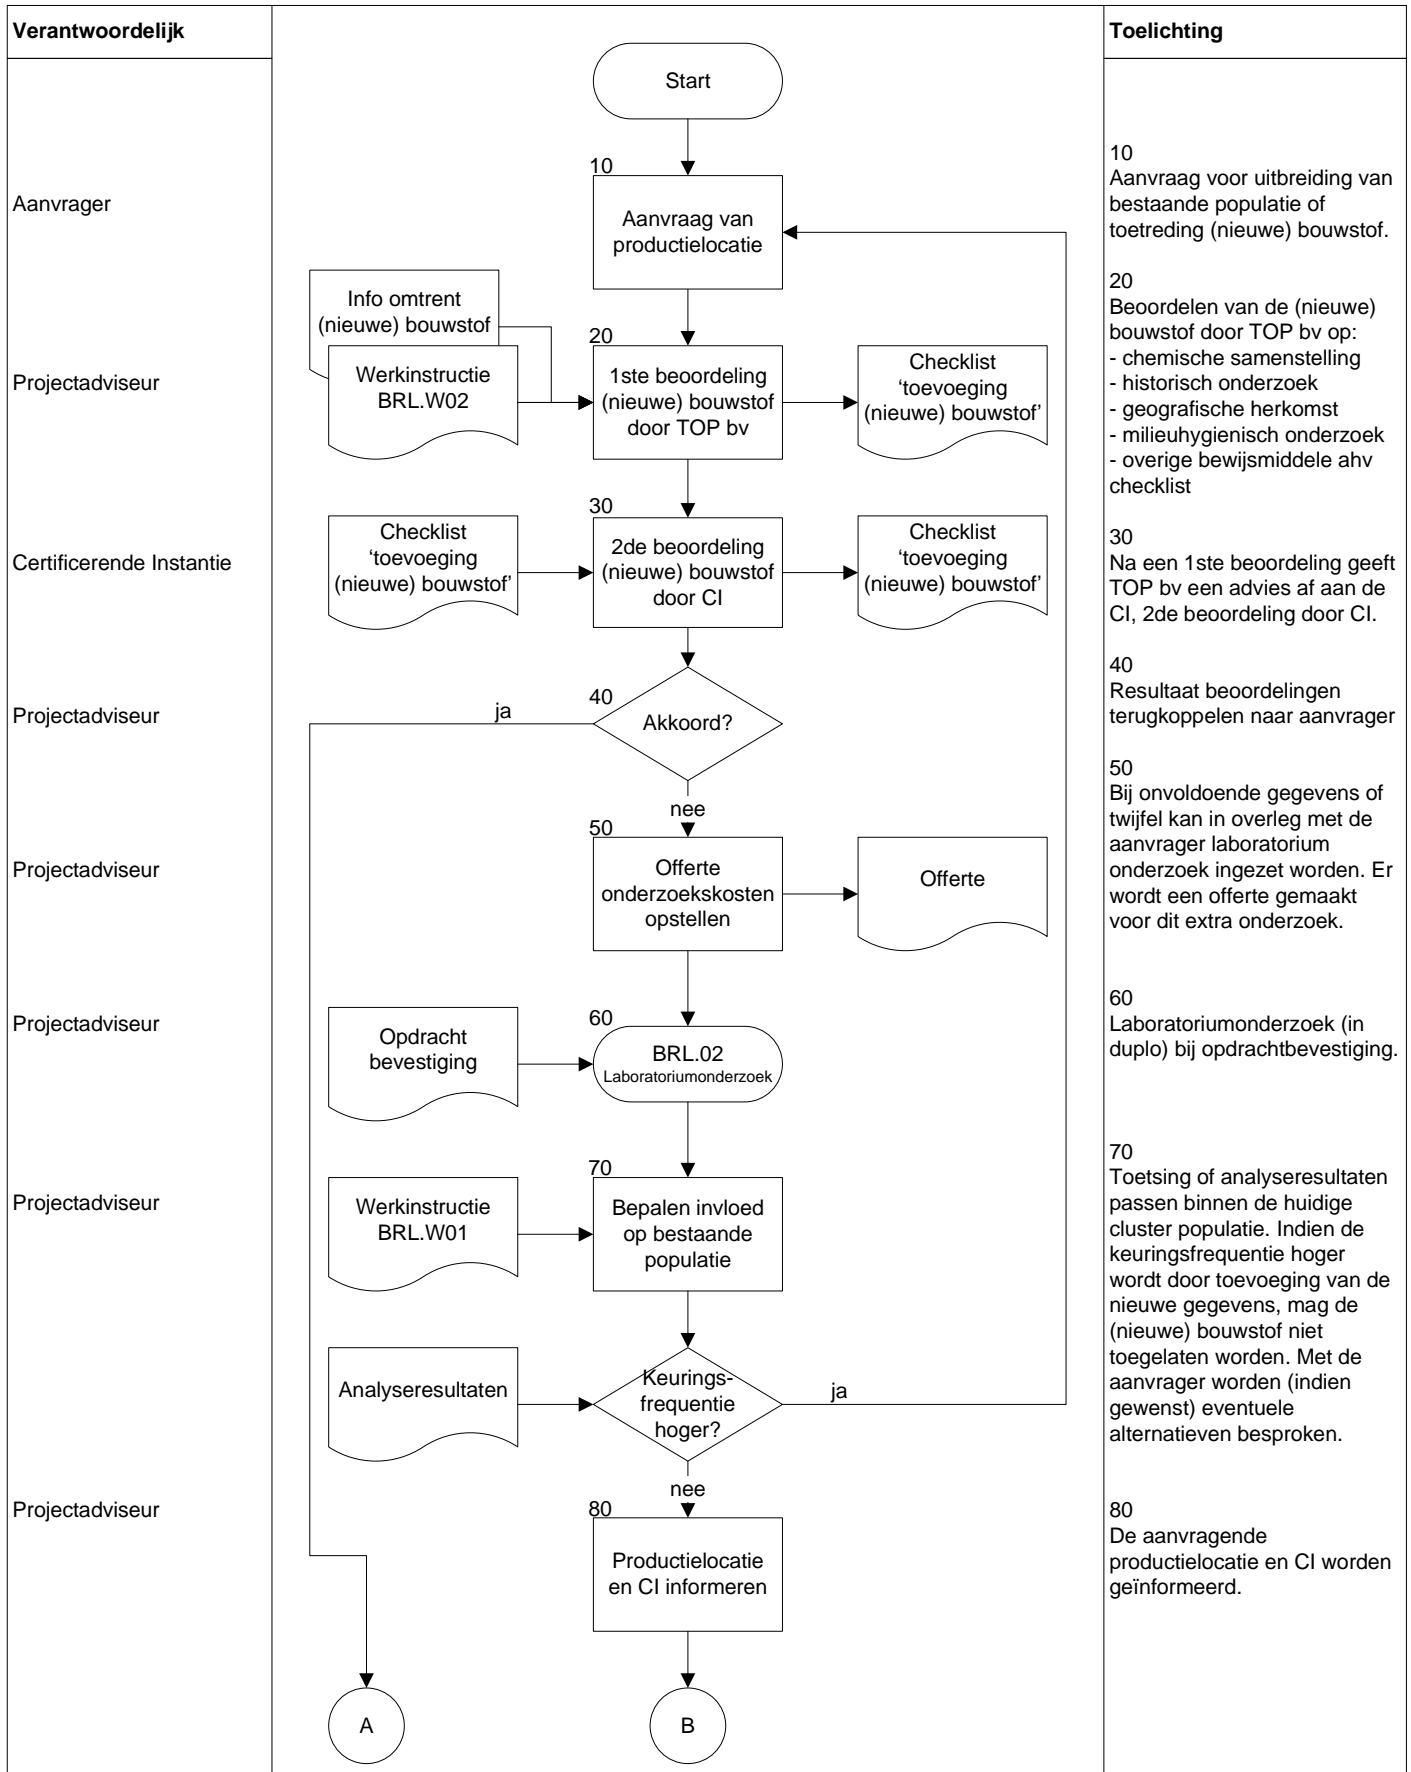 Verantwoordelijk
Toelichting
Start
10
Aanvrager
Aanvraag van
productielocatie
10
Aanvraag voor uitbreiding van
bestaande populatie of
toetreding (nieuwe) bouwstof.
Info omtrent
(nieuwe) bouwstof
Projectadviseur
Werkinstructie
BRL.W02
20
1ste beoordeling
(nieuwe) bouwstof
door TOP bv
Checklist
‘toevoeging
(nieuwe) bouwstof’
20
Beoordelen van de (nieuwe)
bouwstof door TOP bv op:
- chemische samenstelling
- historisch onderzoek
- geografische herkomst
- milieuhygienisch onderzoek
- overige bewijsmiddele ahv
checklist
Certificerende Instantie
Checklist
‘toevoeging
(nieuwe) bouwstof’
30
2de beoordeling
(nieuwe) bouwstof
door CI
Checklist
‘toevoeging
(nieuwe) bouwstof’
30
Na een 1ste beoordeling geeft
TOP bv een advies af aan de
CI, 2de beoordeling door CI.
Projectadviseur
ja
40
Akkoord?
nee
40
Resultaat beoordelingen
terugkoppelen naar aanvrager
Projectadviseur
50
Offerte
onderzoekskosten
opstellen
Offerte
50
Bij onvoldoende gegevens of
twijfel kan in overleg met de
aanvrager laboratorium
onderzoek ingezet worden. Er
wordt een offerte gemaakt
voor dit extra onderzoek.
Projectadviseur
Opdracht
bevestiging
60
BRL.02
Laboratoriumonderzoek
60
Laboratoriumonderzoek (in
duplo) bij opdrachtbevestiging.
Projectadviseur
Werkinstructie
BRL.W01
70
Bepalen invloed
op bestaande
populatie
Analyseresultaten
Keurings-
frequentie
hoger?
ja
nee
70
Toetsing of analyseresultaten
passen binnen de huidige
cluster populatie. Indien de
keuringsfrequentie hoger
wordt door toevoeging van de
nieuwe gegevens, mag de
(nieuwe) bouwstof niet
toegelaten worden. Met de
aanvrager worden (indien
gewenst) eventuele
alternatieven besproken.
Projectadviseur
80
Productielocatie
en CI informeren
80
De aanvragende
productielocatie en CI worden
geïnformeerd.
A
B